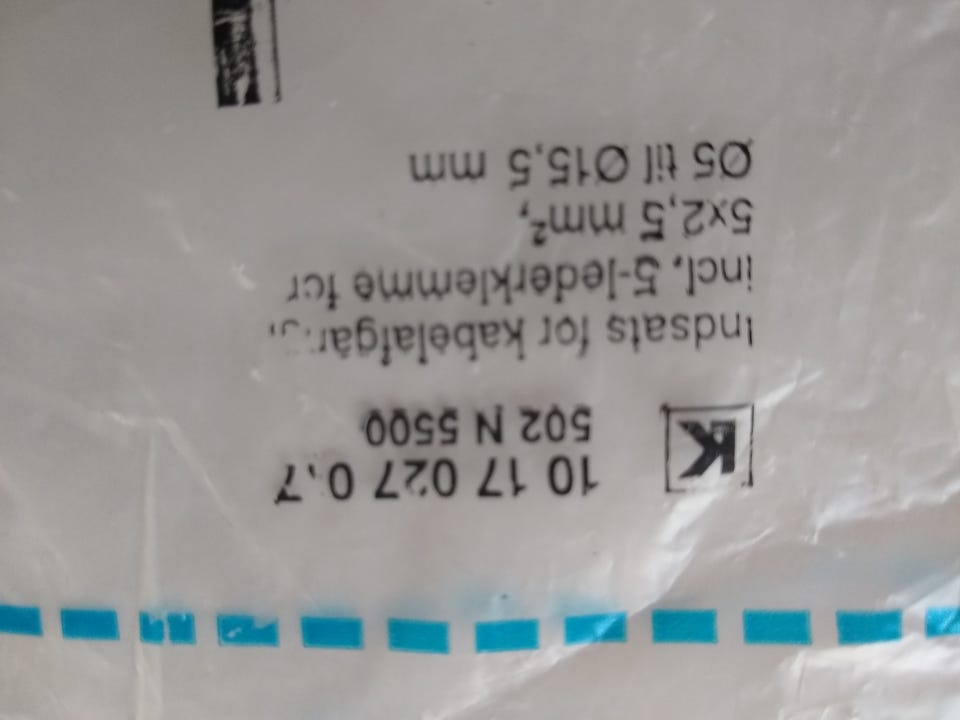 K
10 17 027 0.7
502 N 5500
Indsats for kabelafgang,
incl. 5-lederklemme for
5x2,5 mm²,
Ø5 til Ø15,5 mm